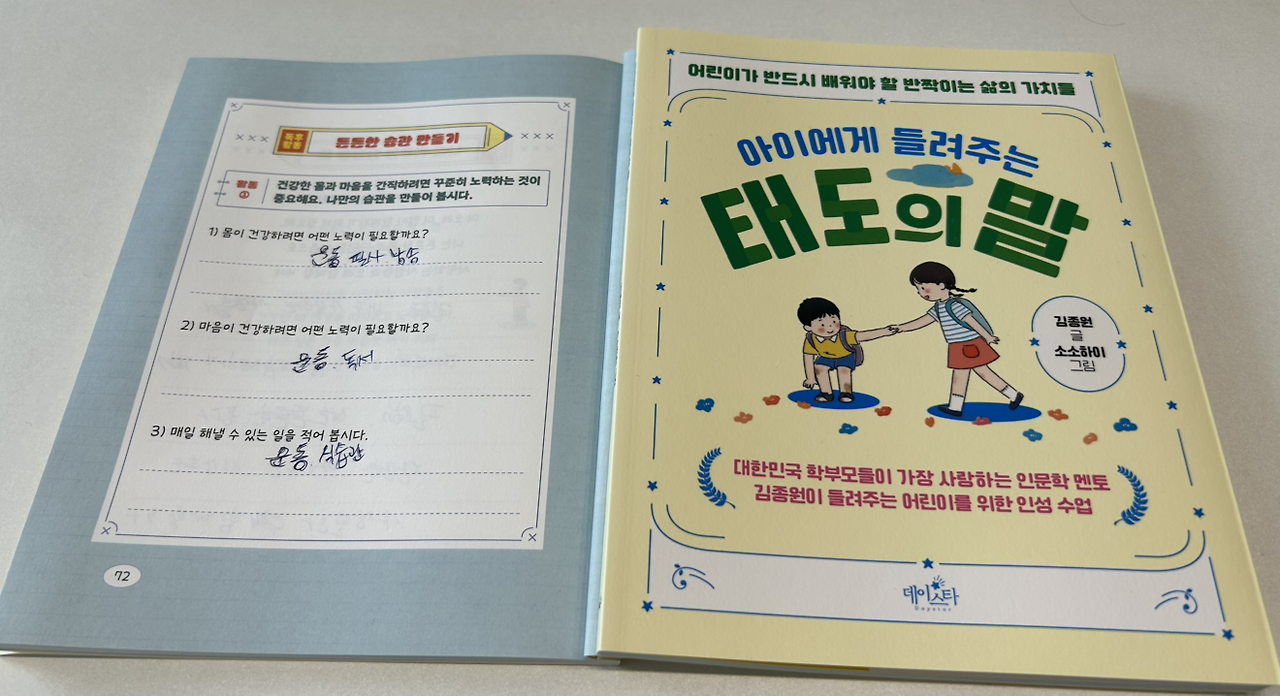 독후
활동
튼튼한 습관 만들기
활동
①
건강한 몸과 마음을 간직하려면 꾸준히 노력하는 것이
중요해요. 나만의 습관을 만들어 봅시다.
1) 몸이 건강하려면 어떤 노력이 필요할까요?
운동
2) 마음이 건강하려면 어떤 노력이 필요할까요?
운동 독서
3) 매일 해낼 수 있는 일을 적어 봅시다.
운동 식습관
72
어린이가 반드시 배워야 할 반짝이는 삶의 가치들
아이에게 들려주는
태도의 말
김종원
글
소소하이
그림
대한민국 학부모들이 가장 사랑하는 인문학 멘토
김종원이 들려주는 어린이를 위한 인성 수업
데이스타
Daystar